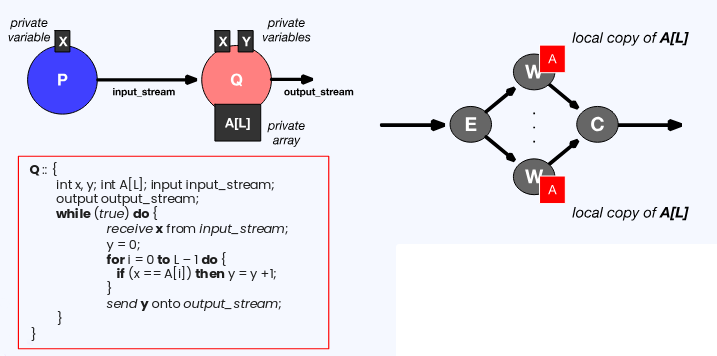 private
variable
X
P
input_stream
private
variables
X Y
Q
output_stream
A[L]
private
array
Q :: {
int x, y; int A[L]; input input_stream;
output output_stream;
while (true) do {
receive x from input_stream;
y = 0;
for i = 0 to L – 1 do {
if (x == A[i]) then y = y +1;
}
send y onto output_stream;
}
}
local copy of A[L]
W
A
E
.
.
.
C
W
A
local copy of A[L]